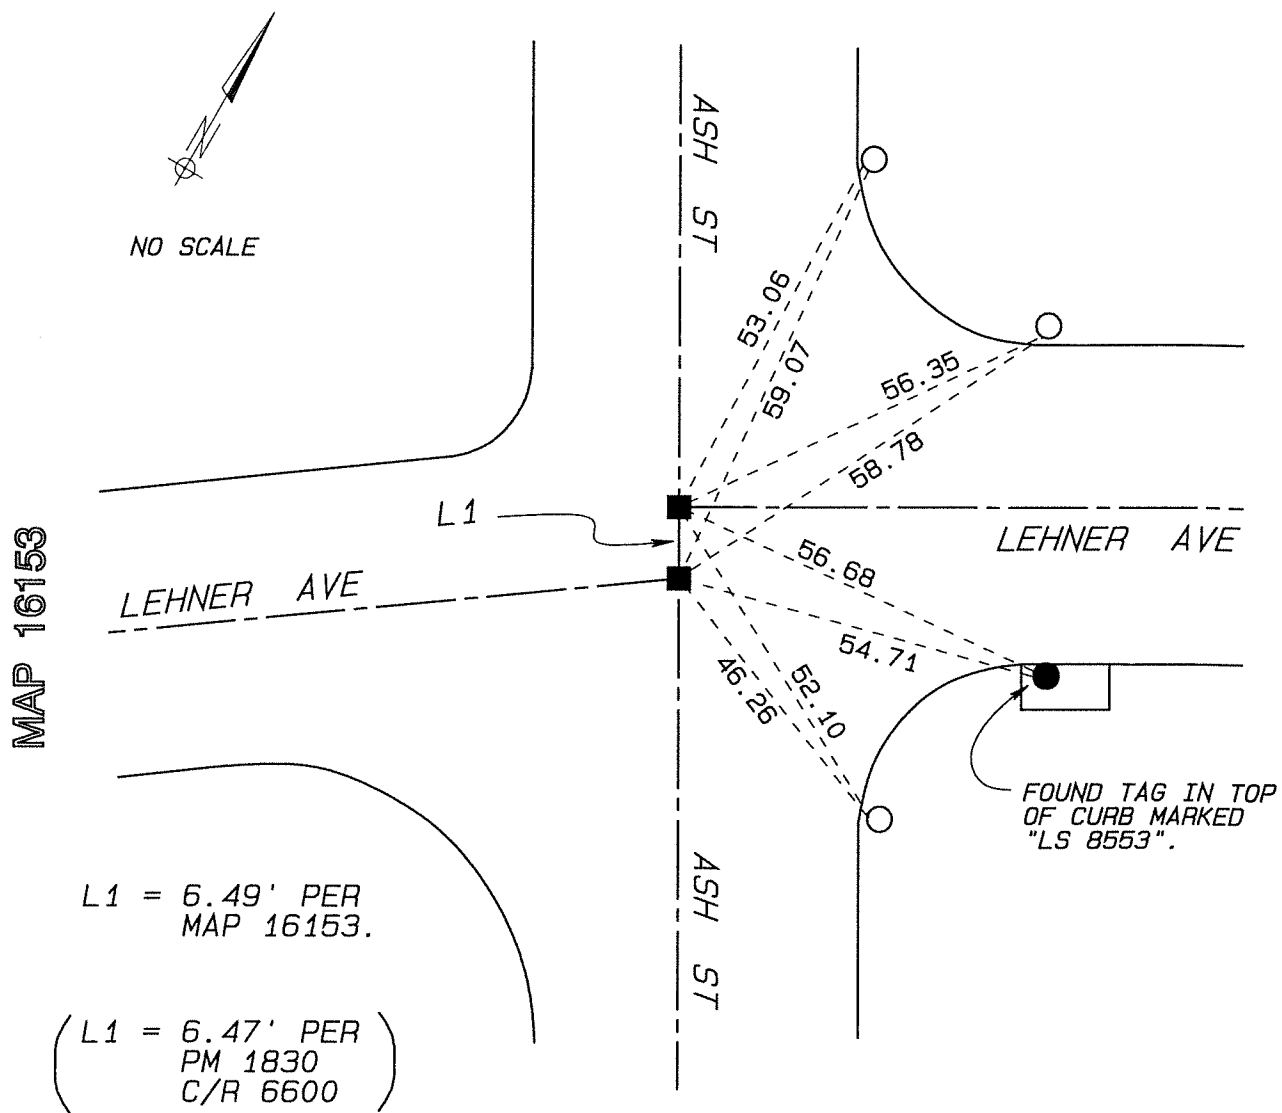 N
NO SCALE
ASH ST
53.06
59.07
56.35
58.78
L1
LEHNER AVE
LEHNER AVE
MAP 16153
56.68
54.71
52.10
46.26
FOUND TAG IN TOP
OF CURB MARKED
"LS 8553".
ASH ST
L1 = 6.49' PER
MAP 16153.
(L1 = 6.47' PER
PM 1830
C/R 6600)